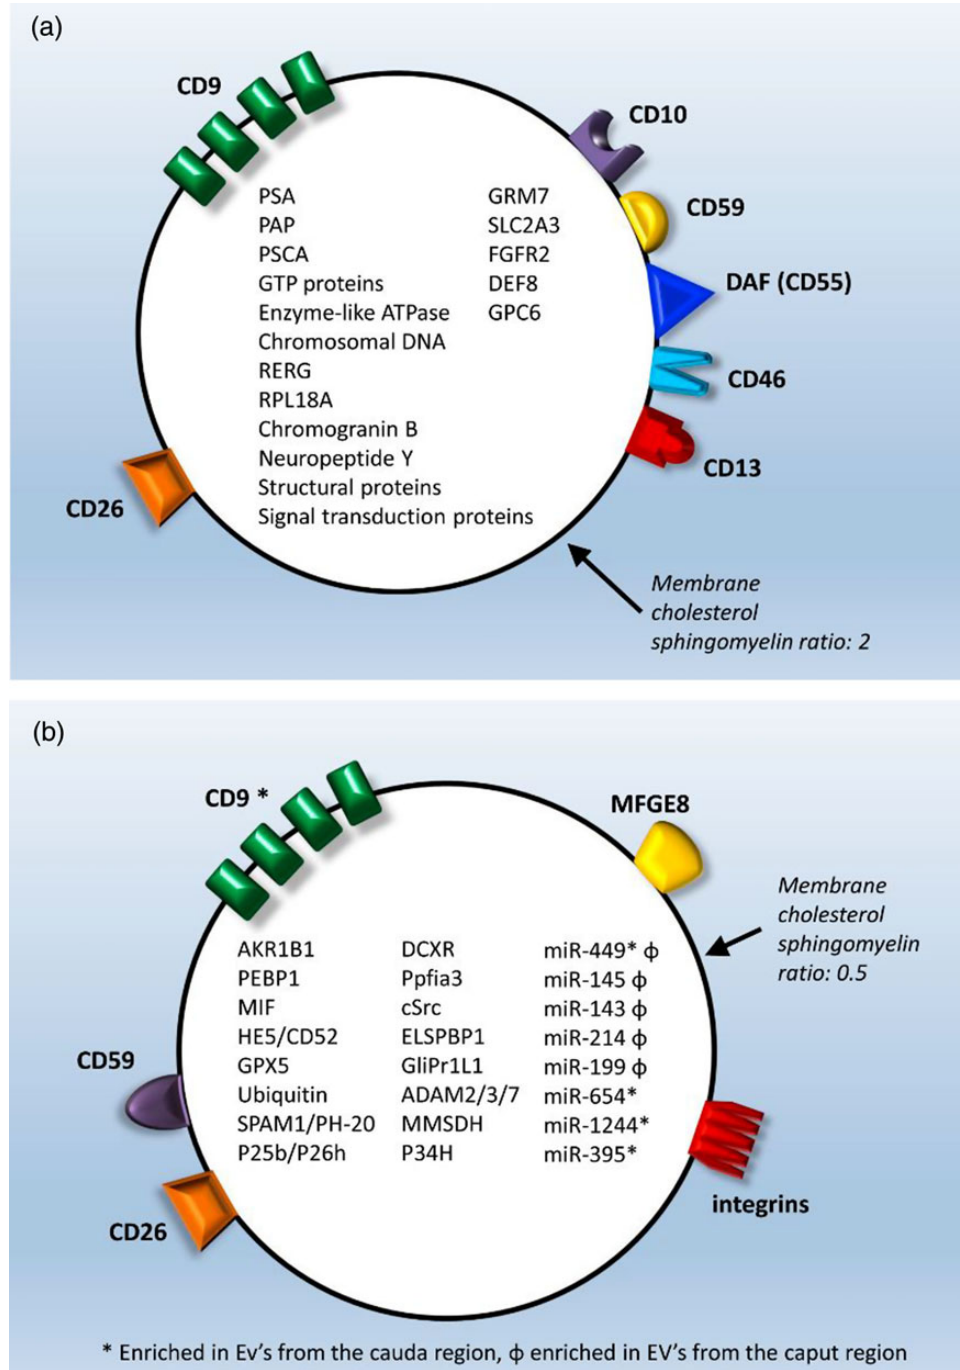 (a)
CD9
CD10
CD59
DAF (CD55)
CD46
CD13
CD26
PSA
PAP
PSCA
GTP proteins
Enzyme-like ATPase
Chromosomal DNA
RERG
RPL18A
Chromogranin B
Neuropeptide Y
Structural proteins
Signal transduction proteins
GRM7
SLC2A3
FGFR2
DEF8
GPC6
Membrane
cholesterol
sphingomyelin ratio: 2
(b)
CD9 *
MFGE8
Membrane
cholesterol
sphingomyelin
ratio: 0.5
AKR1B1
PEBP1
MIF
HE5/CD52
GPX5
Ubiquitin
SPAM1/PH-20
P25b/P26h
DCXR
Ppfia3
cSrc
ELSPBP1
GliPr1L1
ADAM2/3/7
MMSDH
P34H
miR-449* ϕ
miR-145 ϕ
miR-143 ϕ
miR-214 ϕ
miR-199 ϕ
miR-654*
miR-1244*
miR-395*
CD59
CD26
integrins
* Enriched in Ev's from the cauda region, ϕ enriched in EV's from the caput region